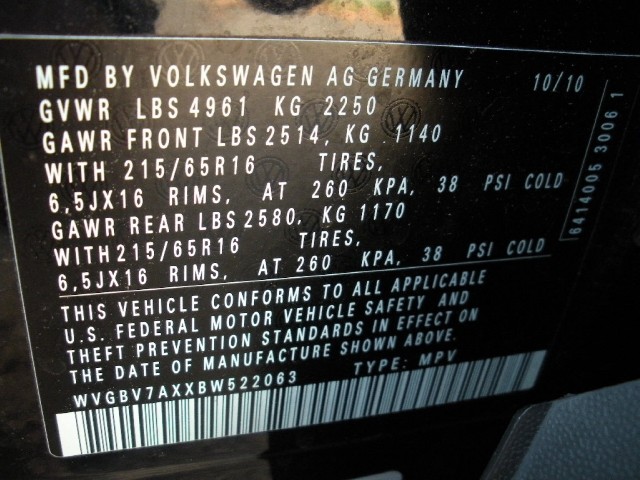 MFD BY VOLKSWAGEN AG GERMANY 10/10
GVWR LBS 4961 KG 2250
GAWR FRONT LBS 2514, KG 1140
WITH 215/65R16 TIRES,
6,5JX16 RIMS, AT 260 KPA, 38 PSI COLD
GAWR REAR LBS 2580, KG 1170
WITH 215/65R16 TIRES,
6,5JX16 RIMS, AT 260 KPA, 38 PSI COLD
THIS VEHICLE CONFORMS TO ALL APPLICABLE
U.S. FEDERAL MOTOR VEHICLE SAFETY AND
THEFT PREVENTION STANDARDS IN EFFECT ON
THE DATE OF MANUFACTURE SHOWN ABOVE.
WVGBV7AXXBW522063 TYPE: MPV
6414005 3006 1